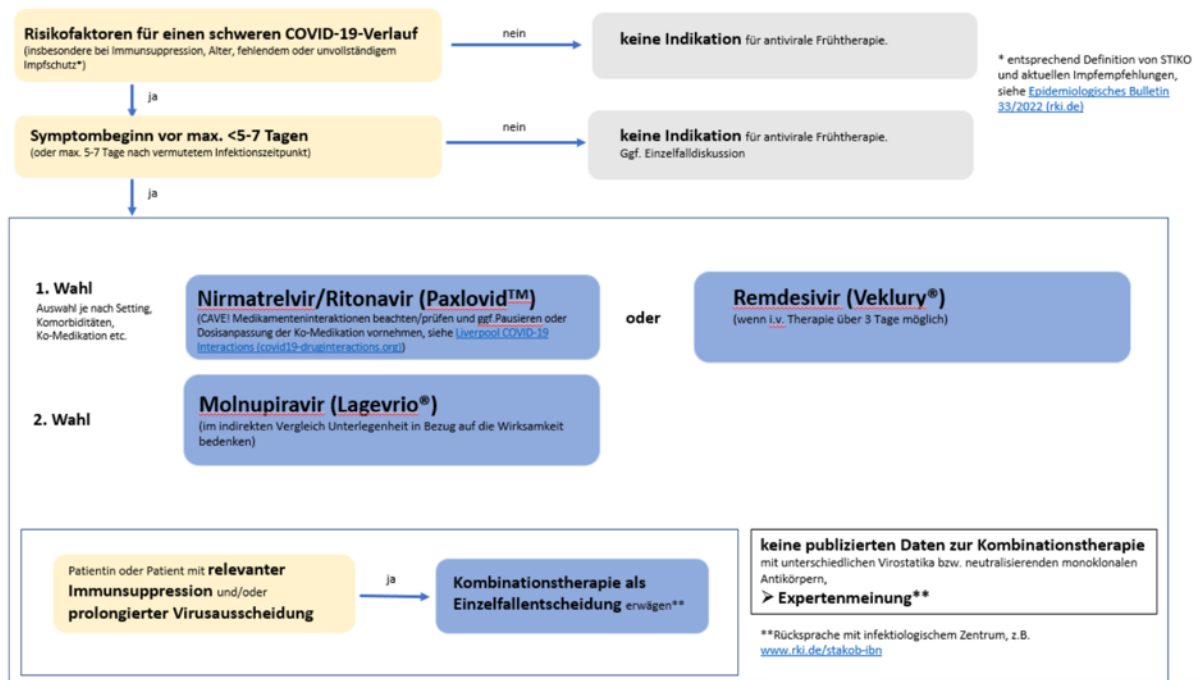 Risikofaktoren für einen schweren COVID-19-Verlauf
(insbesondere bei Immunsuppression, Alter, fehlendem oder unvollständigem
Impfschutz*)
nein
keine Indikation für antivirale Frühtherapie.
* entsprechend Definition von STIKO
und aktuellen Impfempfehlungen,
siehe Epidemiologisches Bulletin
33/2022 (rki.de)
ja
Symptombeginn vor max. <5-7 Tagen
(oder max. 5-7 Tage nach vermutetem Infektionszeitpunkt)
nein
keine Indikation für antivirale Frühtherapie.
Ggf. Einzelfalldiskussion
ja
1. Wahl
Auswahl je nach Setting,
Komorbiditäten,
Ko-Medikation etc.
Nirmatrelvir/Ritonavir (Paxlovid™)
(CAVE! Medikamenteninteraktionen beachten/prüfen und ggf.Pausieren oder
Dosisanpassung der Ko-Medikation vornehmen, siehe Liverpool COVID-19
Interactions (covid19-druginteractions.org))
oder
Remdesivir (Veklury®)
(wenn i.v. Therapie über 3 Tage möglich)
2. Wahl
Molnupiravir (Lagevrio®)
(im indirekten Vergleich Unterlegenheit in Bezug auf die Wirksamkeit
bedenken)
Patientin oder Patient mit relevanter
Immunsuppression und/oder
prolongierter Virusausscheidung
ja
Kombinationstherapie als
Einzelfallentscheidung erwägen**
keine publizierten Daten zur Kombinationstherapie
mit unterschiedlichen Virostatika bzw. neutralisierenden monoklonalen
Antikörpern,
➢ Expertenmeinung**
**Rücksprache mit infektiologischem Zentrum, z.B.
www.rki.de/stakob-ibn